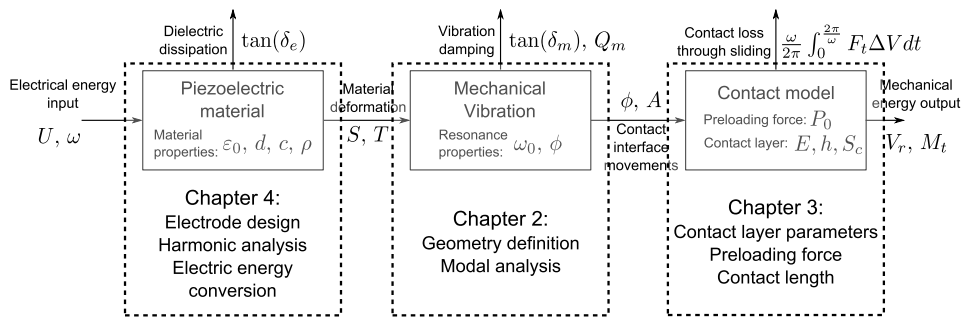 Dielectric
dissipation
tan(δ_e)
Vibration
damping
tan(δ_m), Q_m
Contact loss
through sliding
ω/2π ∫_0^{2π/ω} F_t ΔV dt
Electrical energy
input
U, ω
Piezoelectric
material
Material
properties: ε_0, d, c, ρ
Material
deformation
S, T
Mechanical
Vibration
Resonance
properties: ω_0, ϕ
ϕ, A
Contact
interface
movements
Contact model
Preloading force: P_0
Contact layer: E, h, S_c
Mechanical
energy output
V_r, M_t
Chapter 4:
Electrode design
Harmonic analysis
Electric energy
conversion
Chapter 2:
Geometry definition
Modal analysis
Chapter 3:
Contact layer parameters
Preloading force
Contact length